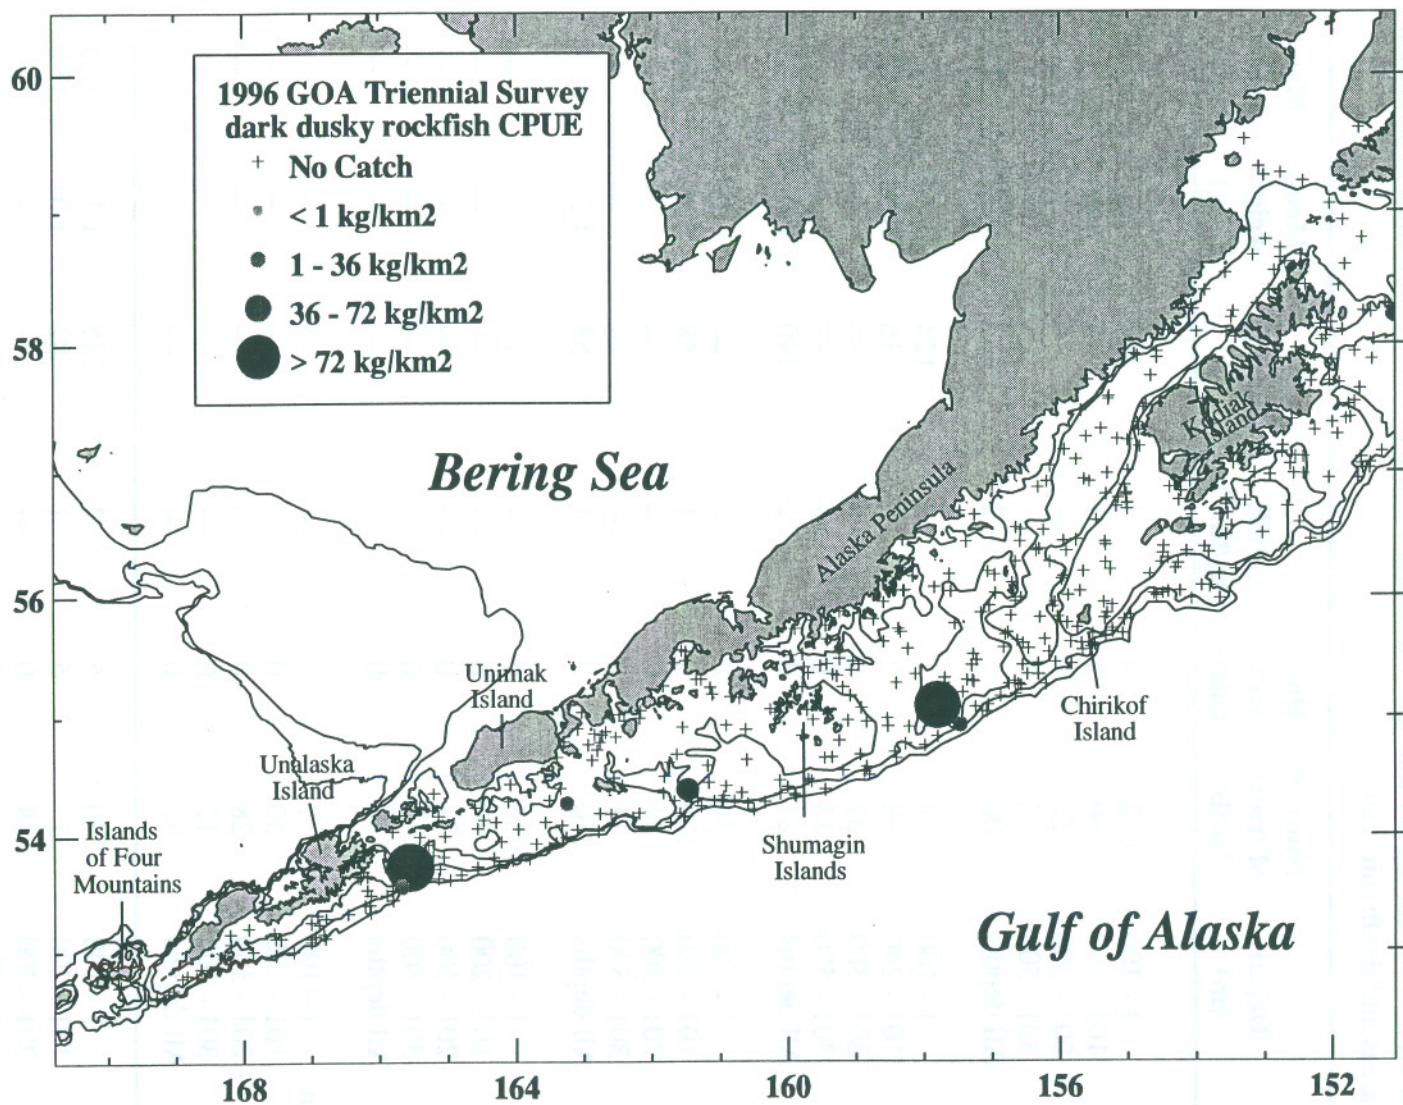 1996 GOA Triennial Survey
dark dusky rockfish CPUE
+ No Catch
< 1 kg/km2
1 - 36 kg/km2
36 - 72 kg/km2
> 72 kg/km2
60
58
56
54
Bering Sea
Alaska Peninsula
Kodiak
Island
Unimak
Island
Unalaska
Island
Islands
of Four
Mountains
Chirikof
Island
Shumagin
Islands
Gulf of Alaska
168
164
160
156
152